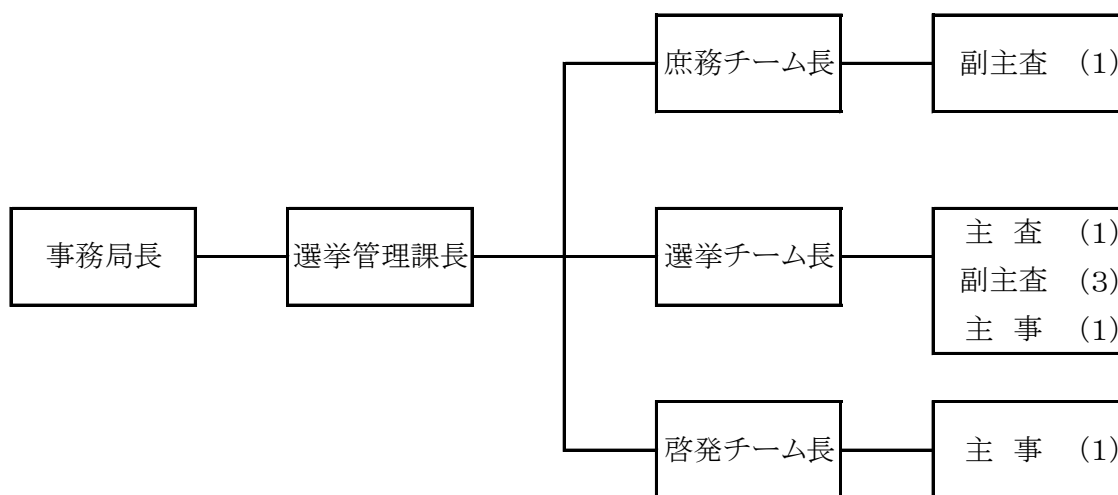 庶務チーム長 副主査 (1)
事務局長 選挙管理課長 選挙チーム長 主 査 (1)
副主査 (3)
主 事 (1)
啓発チーム長 主 事 (1)